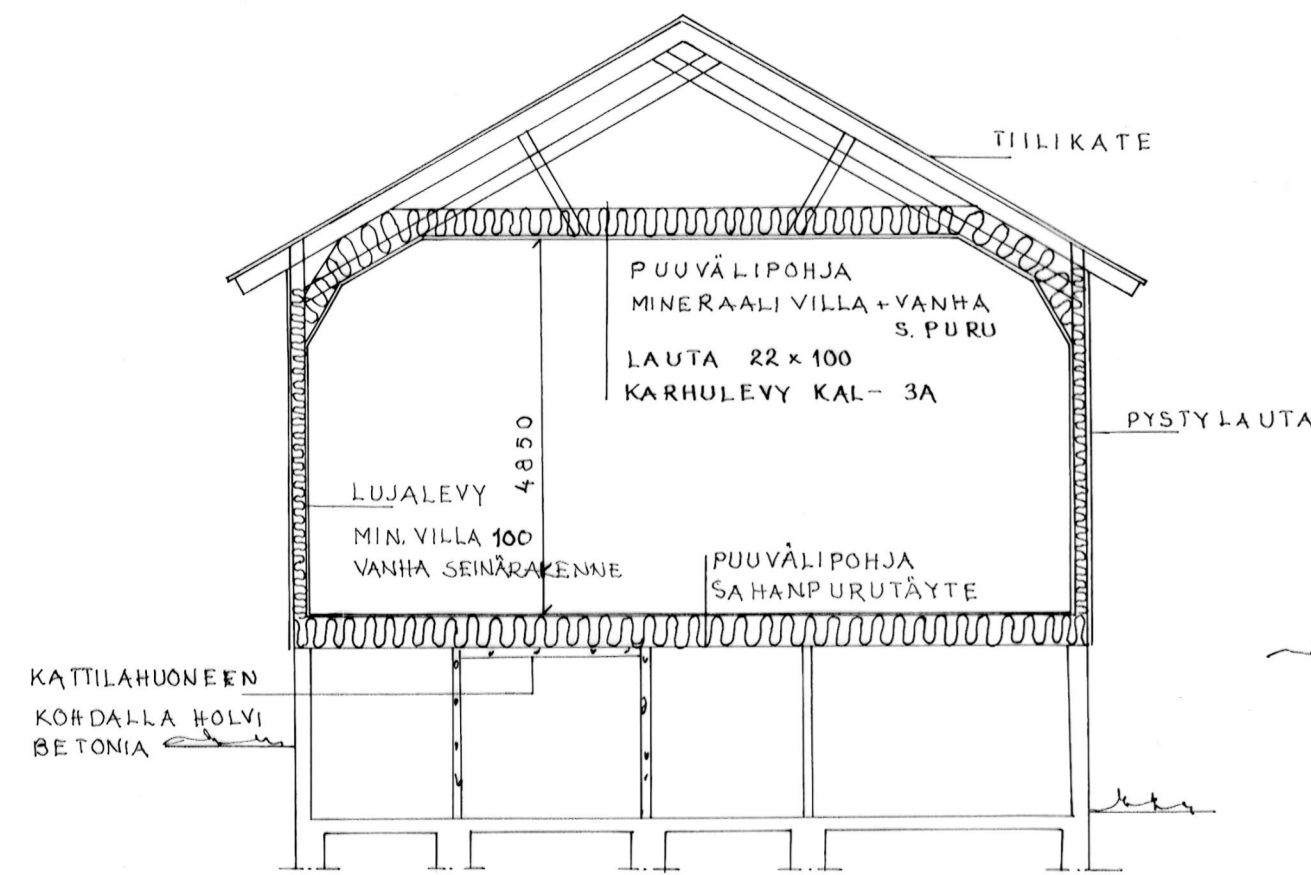 TIILIKATE
PUUVÄLIPOHJA
MINERAALI VILLA + VANHA
S. PURU
LAUTA 22 x 100
KARHULEVY KAL- 3A
PYSTYLAUTA
4850
LUJALEVY
MIN. VILLA 100
VANHA SEINÄRAKENNE
PUUVÄLIPOHJA
SAHANPURUTÄYTE
KATTILAHUONEEN
KOHDALLA HOLVI
BETONIA